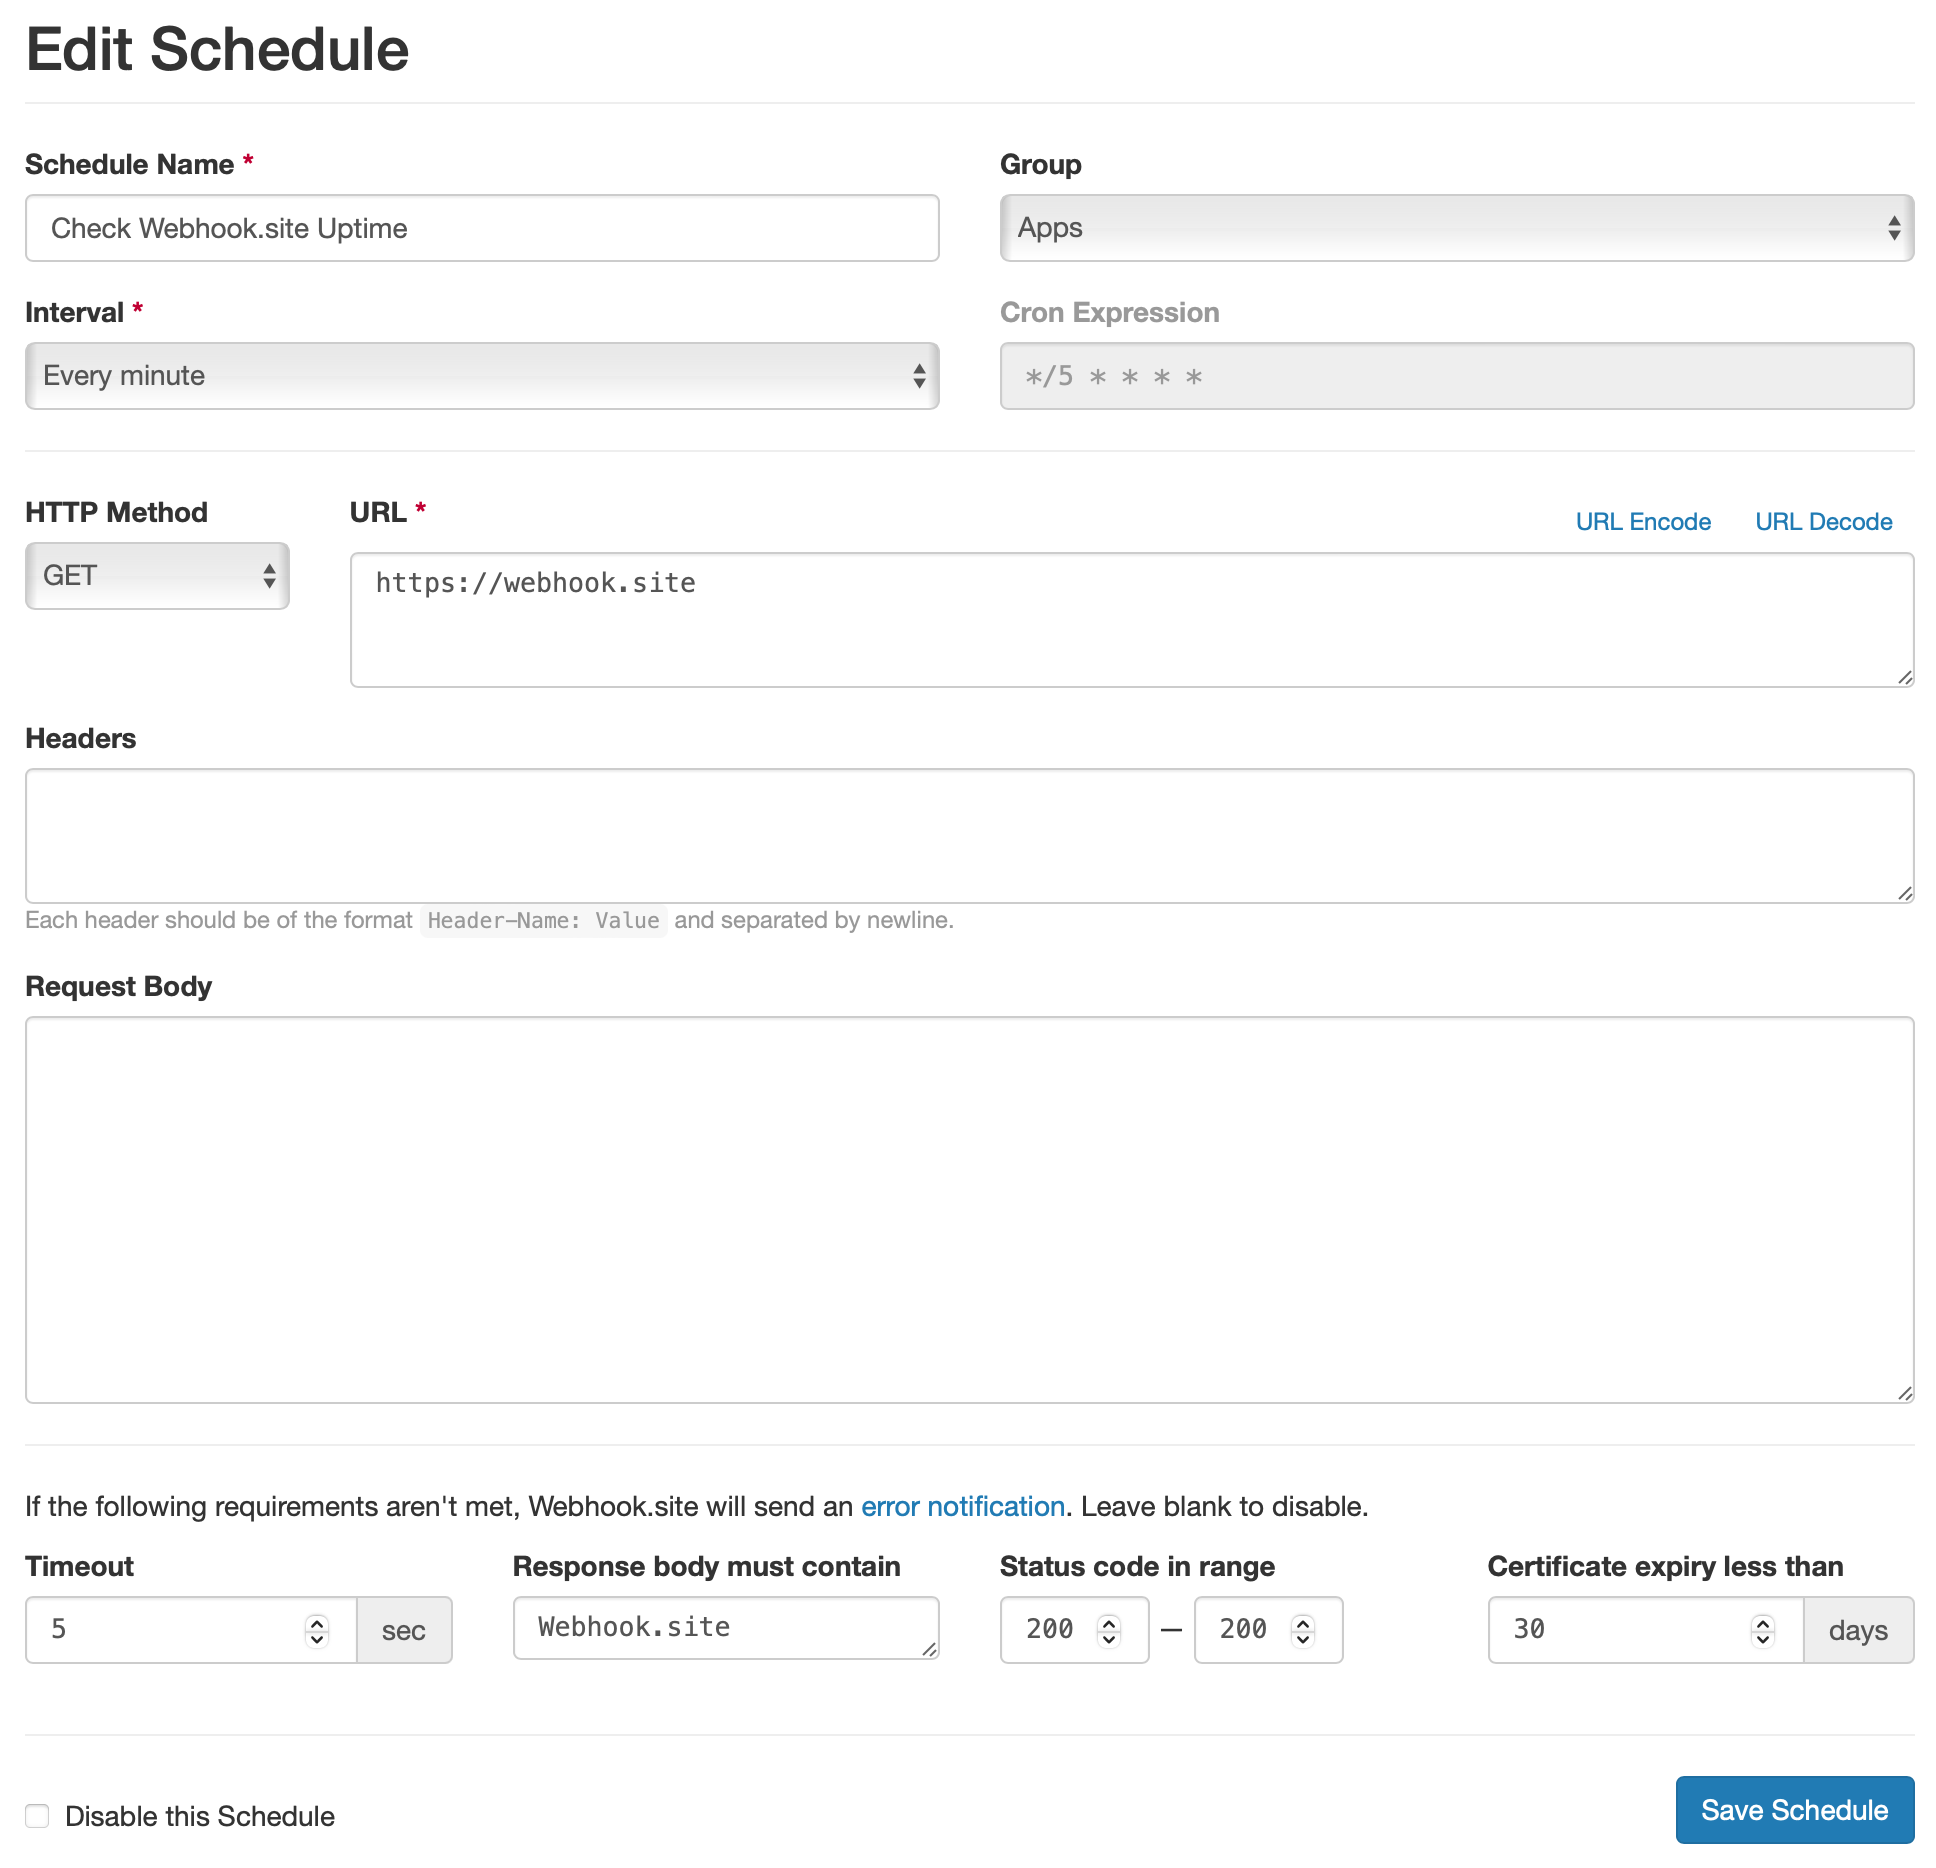 Edit Schedule
Schedule Name *
Group
Check Webhook.site Uptime
Apps
Interval *
Cron Expression
Every minute
*/5 * * * *
HTTP Method
URL *
URL Encode
URL Decode
GET
https://webhook.site
Headers
Each header should be of the format Header-Name: Value and separated by newline.
Request Body
If the following requirements aren't met, Webhook.site will send an error notification. Leave blank to disable.
Timeout
Response body must contain
Status code in range
Certificate expiry less than
5 sec
Webhook.site
200 — 200
30 days
Disable this Schedule
Save Schedule